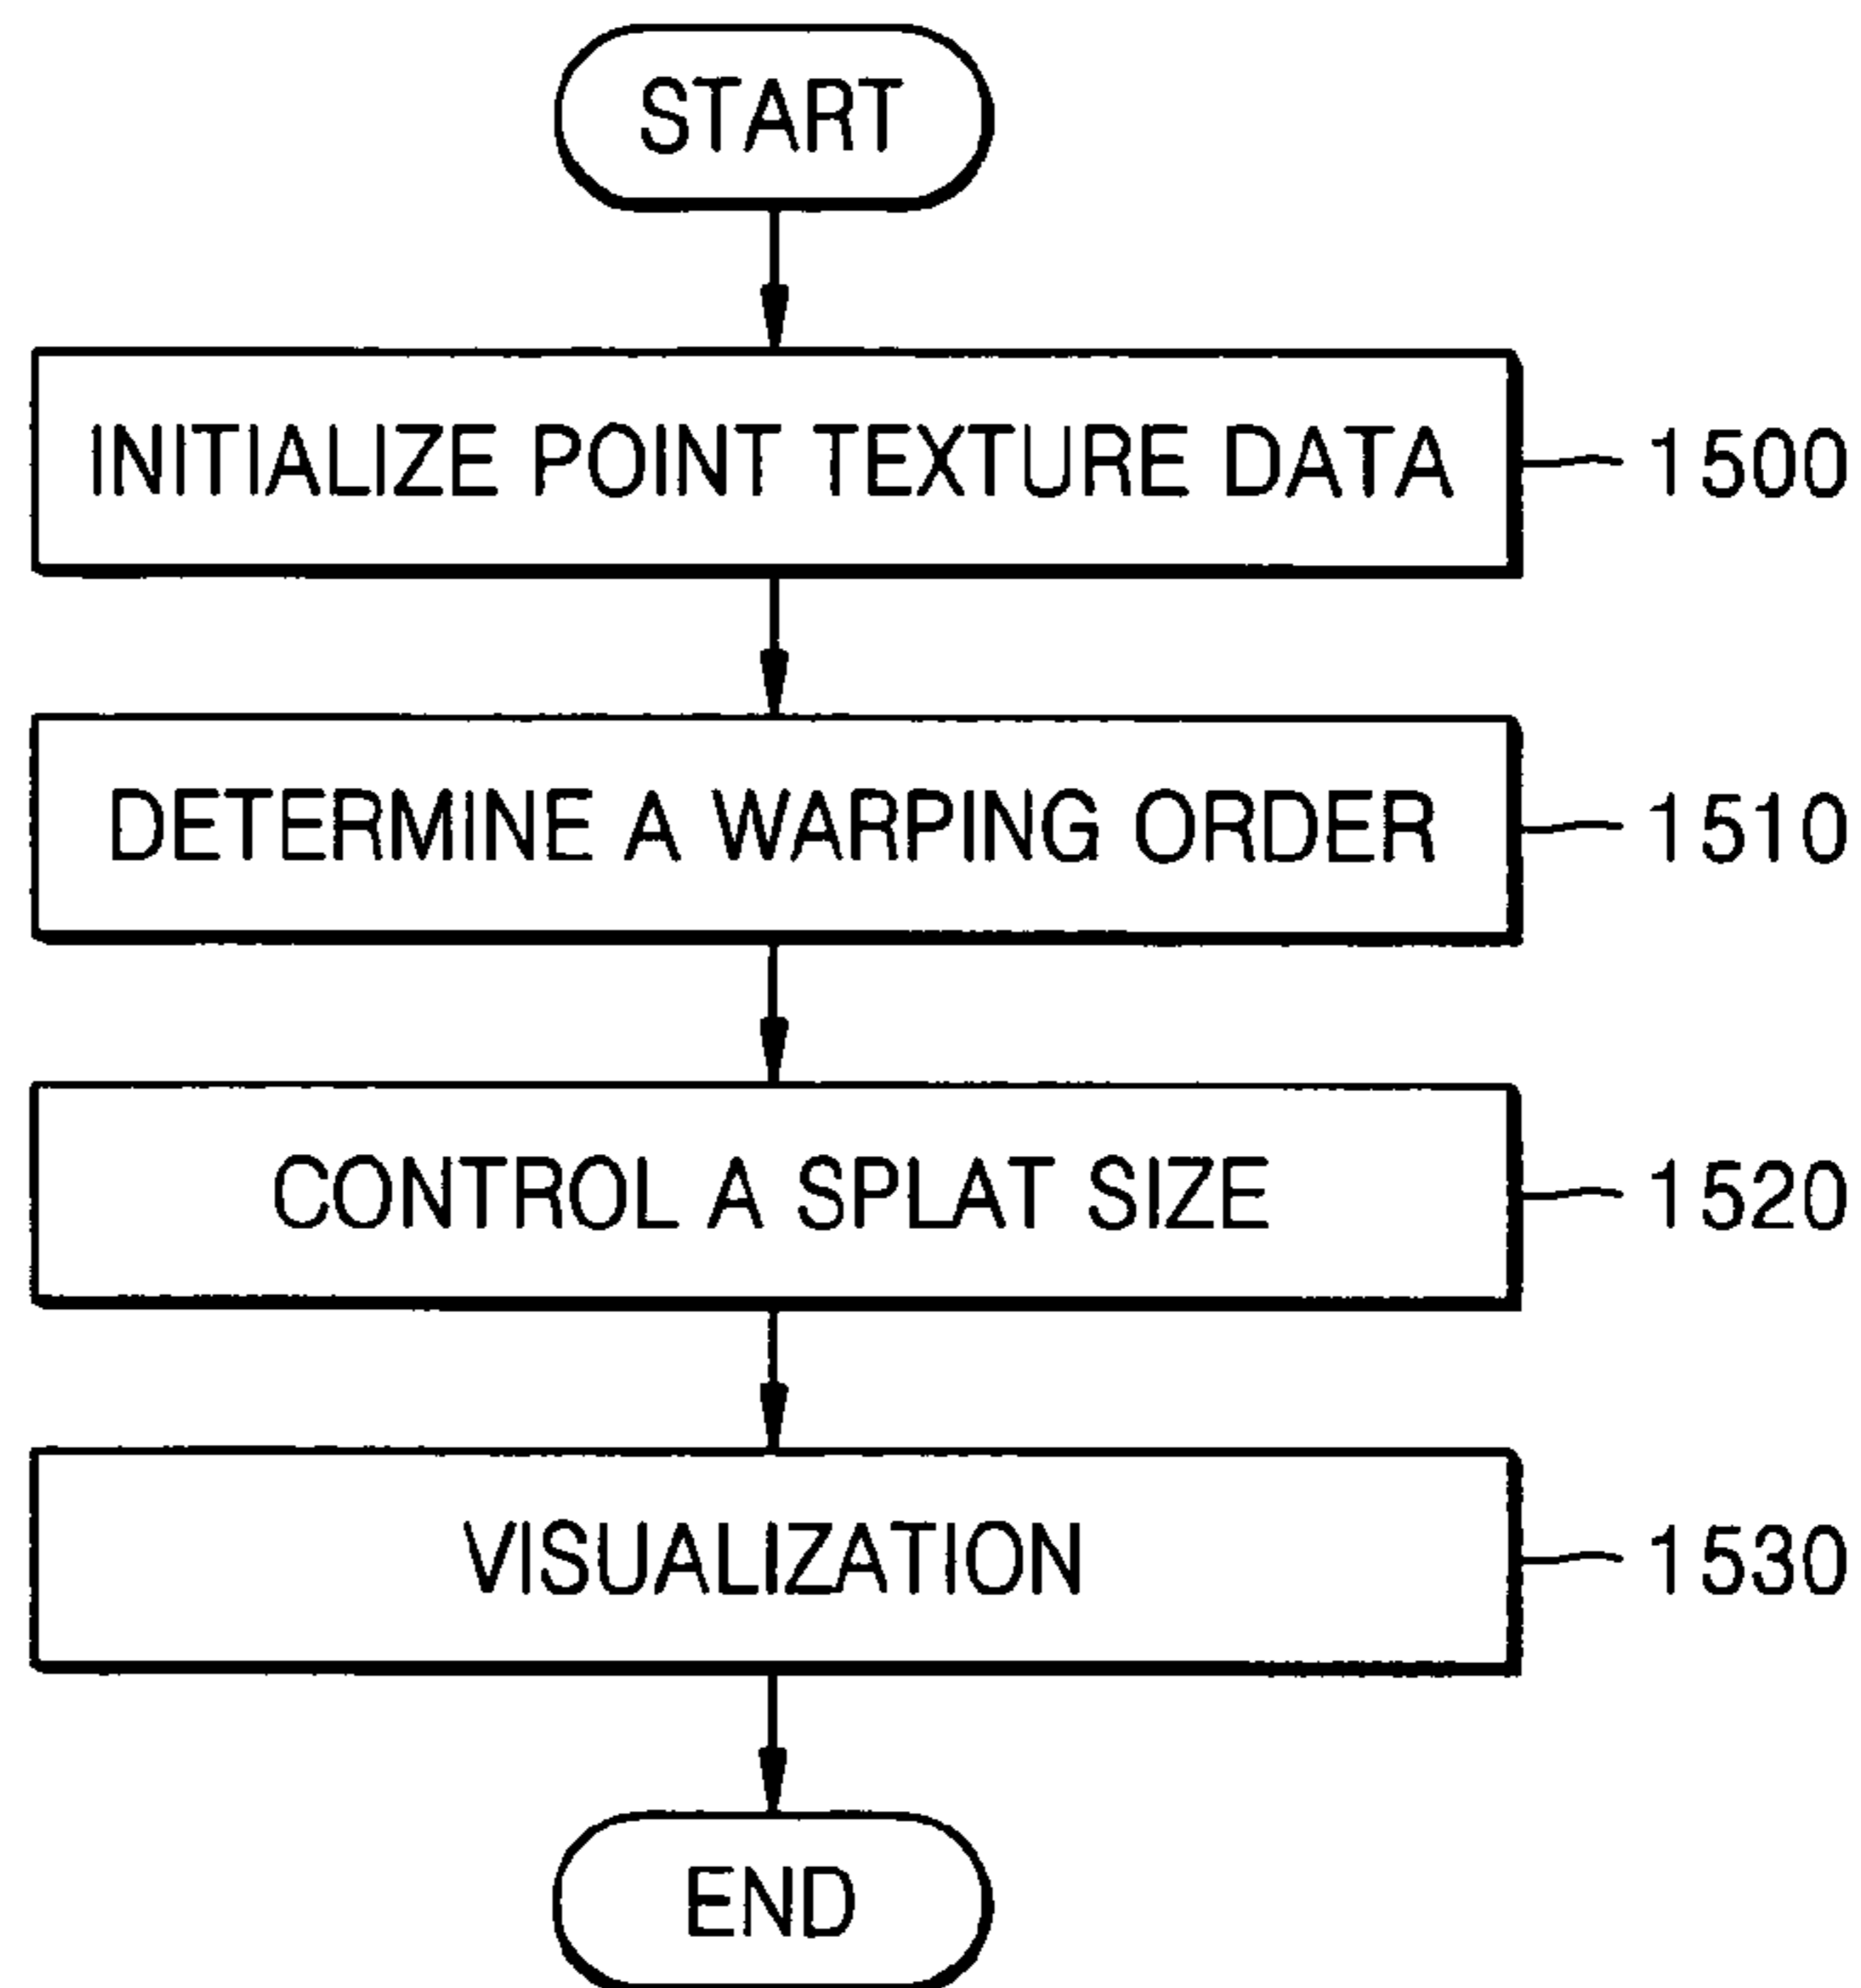 START
INITIALIZE POINT TEXTURE DATA 1500
DETERMINE A WARPING ORDER 1510
CONTROL A SPLAT SIZE 1520
VISUALIZATION 1530
END